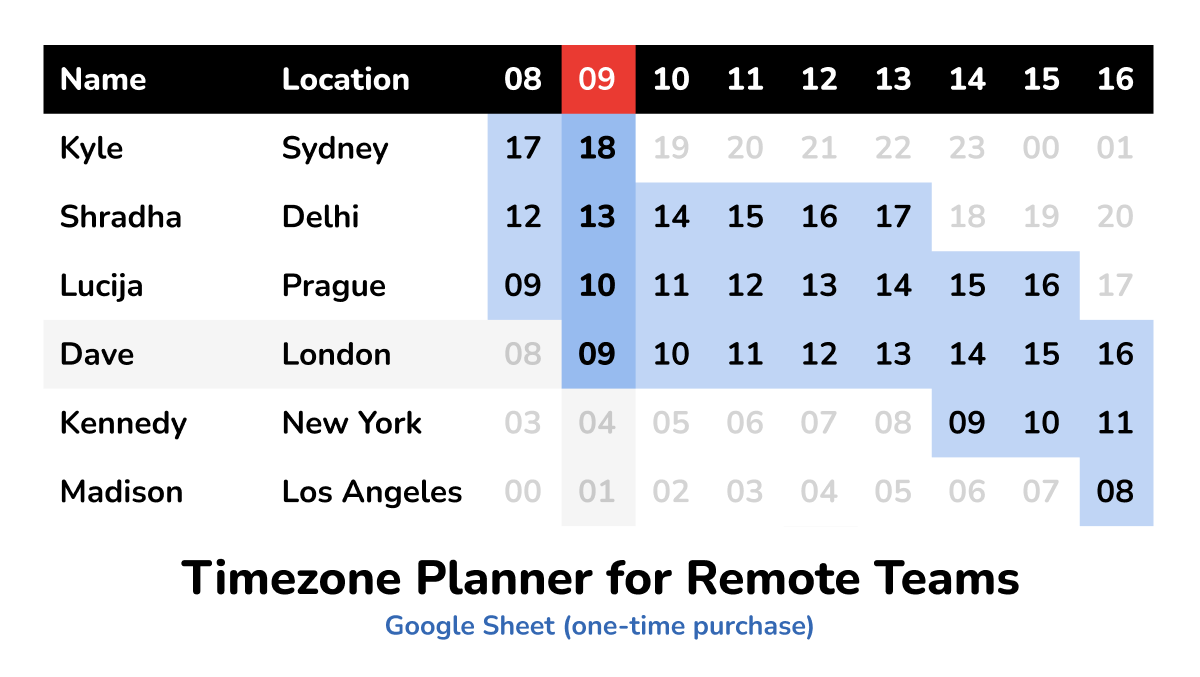 Name Location 08 09 10 11 12 13 14 15 16
Kyle Sydney 17 18 19 20 21 22 23 00 01
Shradha Delhi 12 13 14 15 16 17 18 19 20
Lucija Prague 09 10 11 12 13 14 15 16 17
Dave London 08 09 10 11 12 13 14 15 16
Kennedy New York 03 04 05 06 07 08 09 10 11
Madison Los Angeles 00 01 02 03 04 05 06 07 08
Timezone Planner for Remote Teams
Google Sheet (one-time purchase)